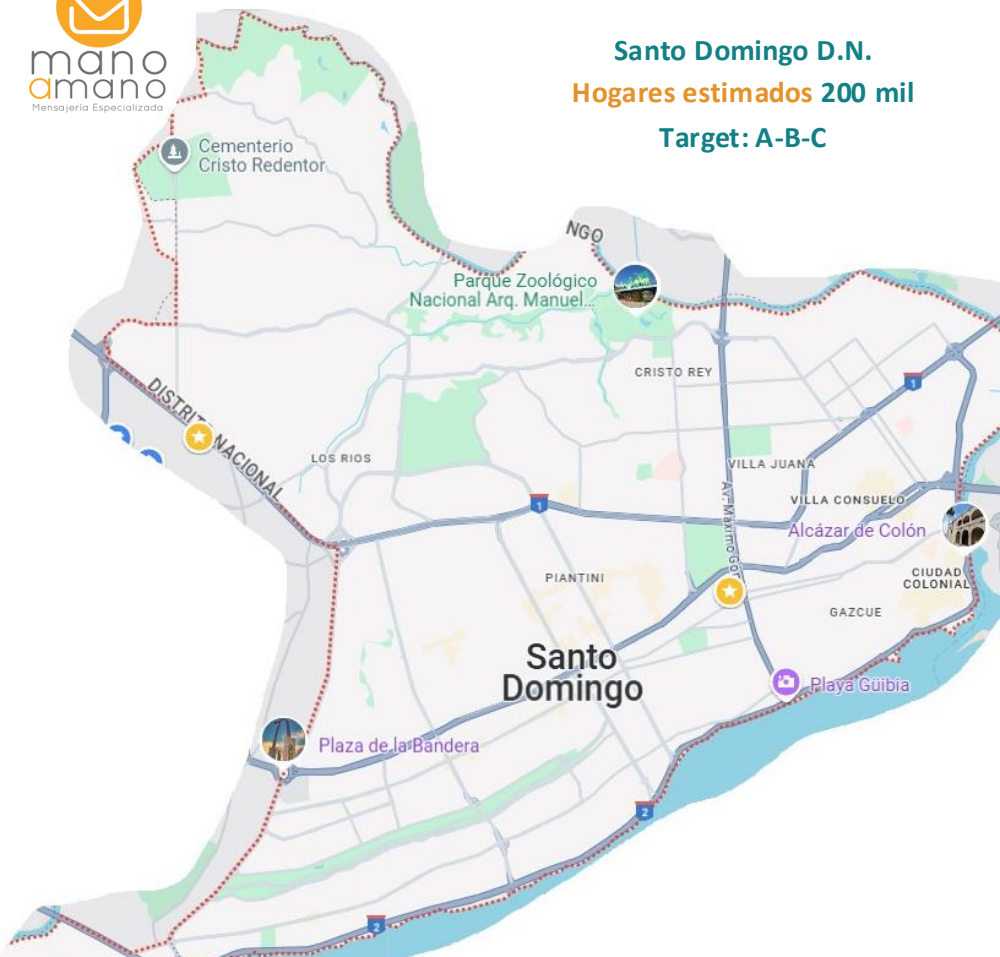 mano
amano
Mensajería Especializada
Santo Domingo D.N.
Hogares estimados 200 mil
Target: A-B-C
Cementerio
Cristo Redentor
NGO
Parque Zoológico
Nacional Arq. Manuel...
CRISTO REY
1
DISTRIT NACIONAL
LOS RIOS
VILLA JUANA
1
VILLA CONSUELO
Av. Máximo Gó
Alcázar de Colón
PIANTINI
CIUDAD
COLONIAL
GAZCUE
Santo
Domingo
Playa Güibia
Plaza de la Bandera
2
2